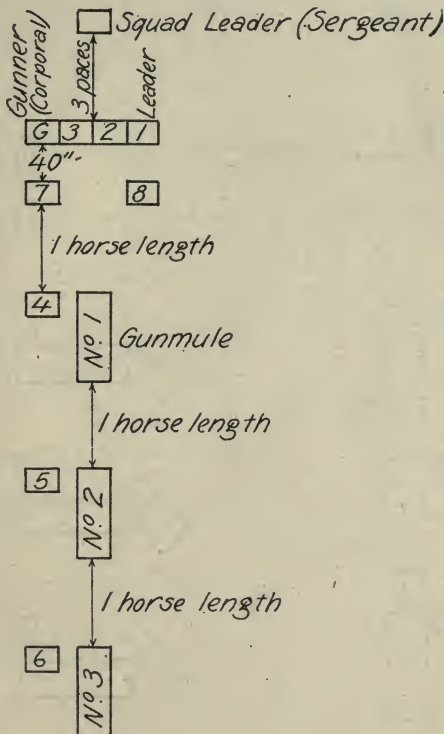 Squad Leader (Sergeant)
Gunner
(Corporal)
3 paces
Leader
G 3 2 1
40"
7 8
1 horse length
4
Nº 1
Gunmule
1 horse length
5
Nº 2
1 horse length
6
Nº 3